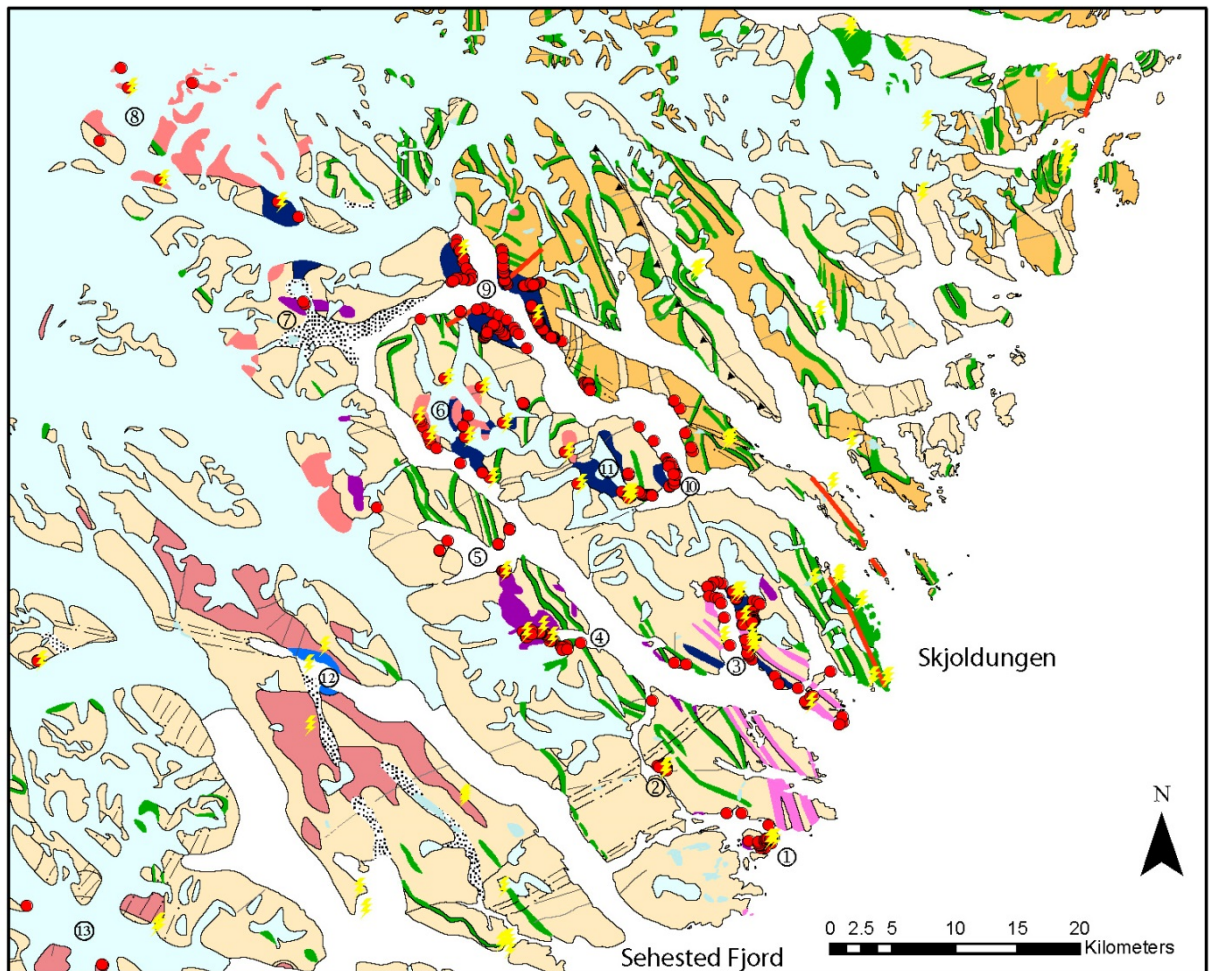 ⑧
⑨
⑦
⑥
⑪
⑩
⑤
④
③
Skjoldungen
⑫
②
N
①
⑬
0 2.5 5 10 15 20
Kilometers
Sehested Fjord